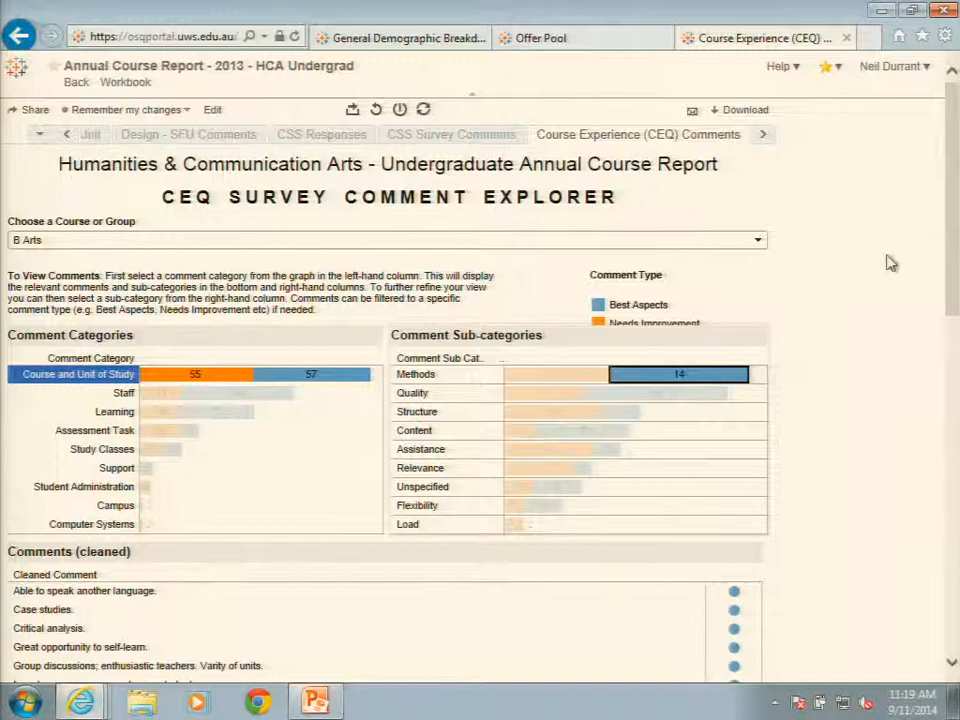 https://osqportal.uws.edu.au/
General Demographic Breakd...
Offer Pool
Course Experience (CEQ) ...
Annual Course Report - 2013 - HCA Undergrad
Help
Neil Durrant
Back Workbook
Share
Remember my changes
Edit
Download
Unit
Design - SFU Comments
CSS Responses
CSS Survey Comments
Course Experience (CEQ) Comments
Humanities & Communication Arts - Undergraduate Annual Course Report
CEQ SURVEY COMMENT EXPLORER
Choose a Course or Group
B Arts
To View Comments: First select a comment category from the graph in the left-hand column. This will display
the relevant comments and sub-categories in the bottom and right-hand columns. To further refine your view
you can then select a sub-category from the right-hand column. Comments can be filtered to a specific
comment type (e.g. Best Aspects, Needs Improvement etc) if needed.
Comment Type
Best Aspects
Needs Improvement
Comment Categories
Comment Category
Course and Unit of Study 55 57
Staff
Learning
Assessment Task
Study Classes
Support
Student Administration
Campus
Computer Systems
Comment Sub-categories
Comment Sub Cat..
Methods 14
Quality
Structure
Content
Assistance
Relevance
Unspecified
Flexibility
Load
Comments (cleaned)
Cleaned Comment
Able to speak another language.
Case studies.
Critical analysis.
Great opportunity to self-learn.
Group discussions; enthusiastic teachers. Varity of units.
11:19 AM
9/11/2014